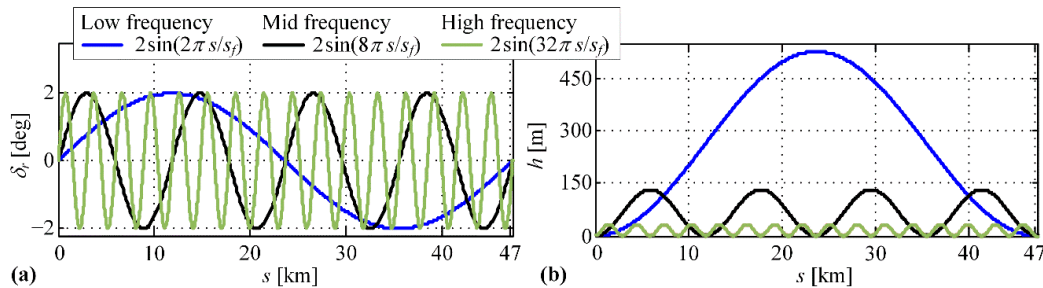 Low frequency Mid frequency High frequency
2sin(2π s/s_f) 2sin(8π s/s_f) 2sin(32π s/s_f)
δ_r [deg]
2
0
−2
0 10 20 30 40 47
s [km]
(a)
h [m]
450
300
150
0
0 10 20 30 40 47
s [km]
(b)